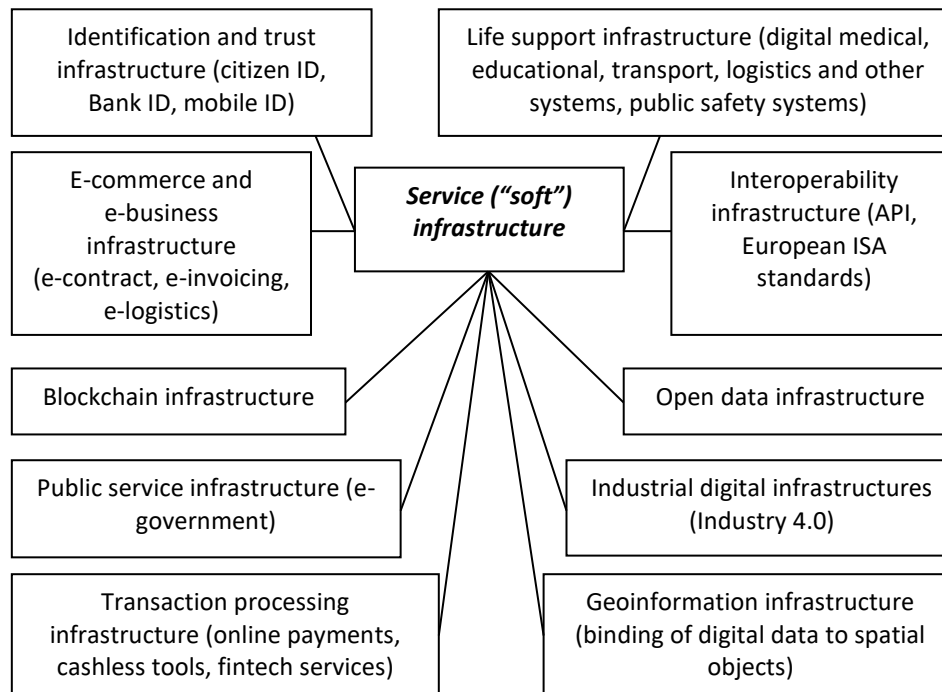 Identification and trust
infrastructure (citizen ID,
Bank ID, mobile ID)
Life support infrastructure (digital medical,
educational, transport, logistics and other
systems, public safety systems)
E-commerce and
e-business
infrastructure
(e-contract, e-invoicing,
e-logistics)
Service (“soft”)
infrastructure
Interoperability
infrastructure (API,
European ISA
standards)
Blockchain infrastructure
Open data infrastructure
Public service infrastructure (e-
government)
Industrial digital infrastructures
(Industry 4.0)
Transaction processing
infrastructure (online payments,
cashless tools, fintech services)
Geoinformation infrastructure
(binding of digital data to spatial
objects)